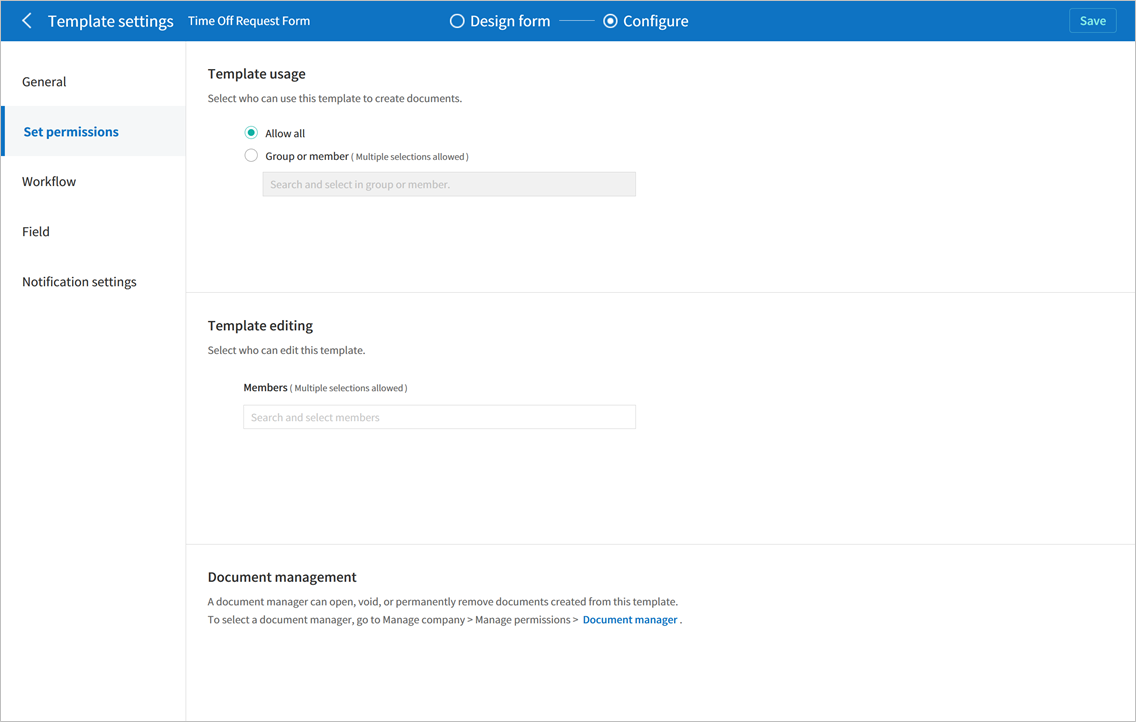 Template settings Time Off Request Form Design form Configure Save
General
Set permissions
Workflow
Field
Notification settings
Template usage
Select who can use this template to create documents.
Allow all
Group or member ( Multiple selections allowed )
Search and select in group or member.
Template editing
Select who can edit this template.
Members ( Multiple selections allowed )
Search and select members
Document management
A document manager can open, void, or permanently remove documents created from this template.
To select a document manager, go to Manage company > Manage permissions > Document manager .